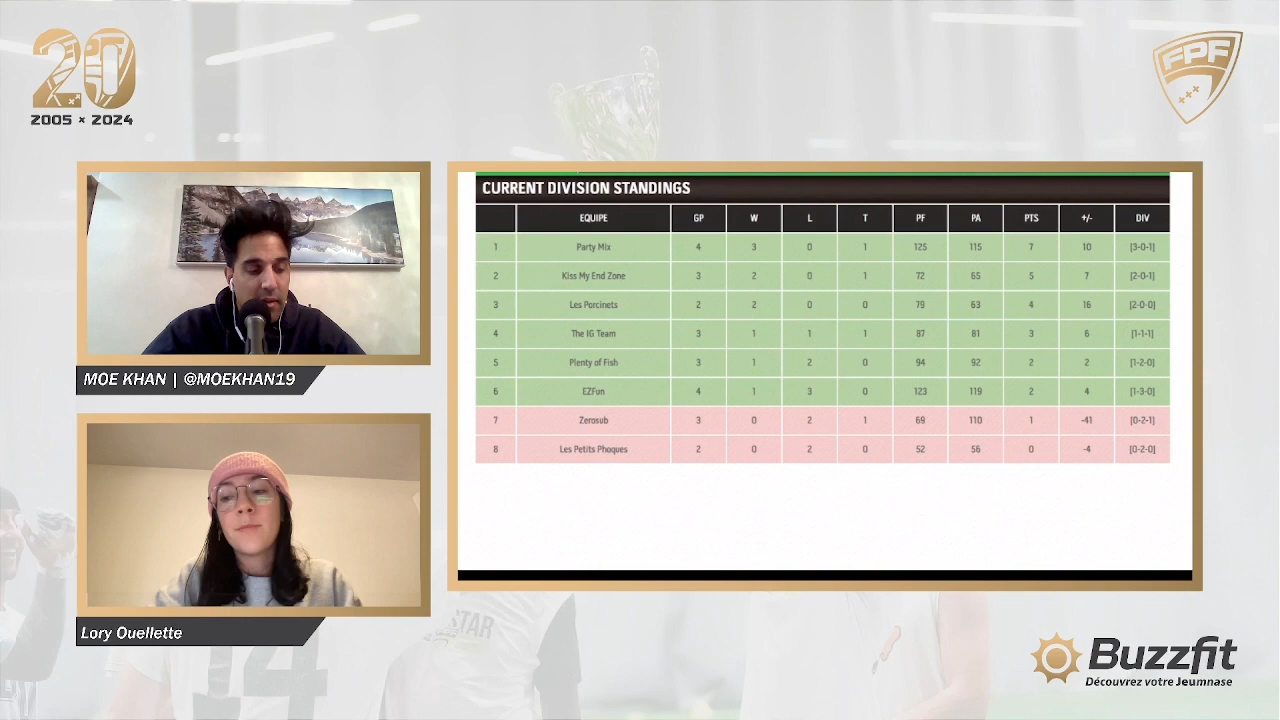 20
2005 × 2024
FPF
MOE KHAN | @MOEKHAN19
Lory Ouellette
CURRENT DIVISION STANDINGS
EQUIPE GP W L T PF PA PTS +/- DIV
1 Party Mix 4 3 0 1 125 115 7 10 [3-0-1]
2 Kiss My End Zone 3 2 0 1 72 65 5 7 [2-0-1]
3 Les Porcinets 2 2 0 0 79 63 4 16 [2-0-0]
4 The IG Team 3 1 1 1 87 81 3 6 [1-1-1]
5 Plenty of Fish 3 1 2 0 94 92 2 2 [1-2-0]
6 EZFun 4 1 3 0 123 119 2 4 [1-3-0]
7 Zerosub 3 0 2 1 69 110 1 -41 [0-2-1]
8 Les Petits Phoques 2 0 2 0 52 56 0 -4 [0-2-0]
STAR
14
Buzzfit
Découvrez votre Jeumnase